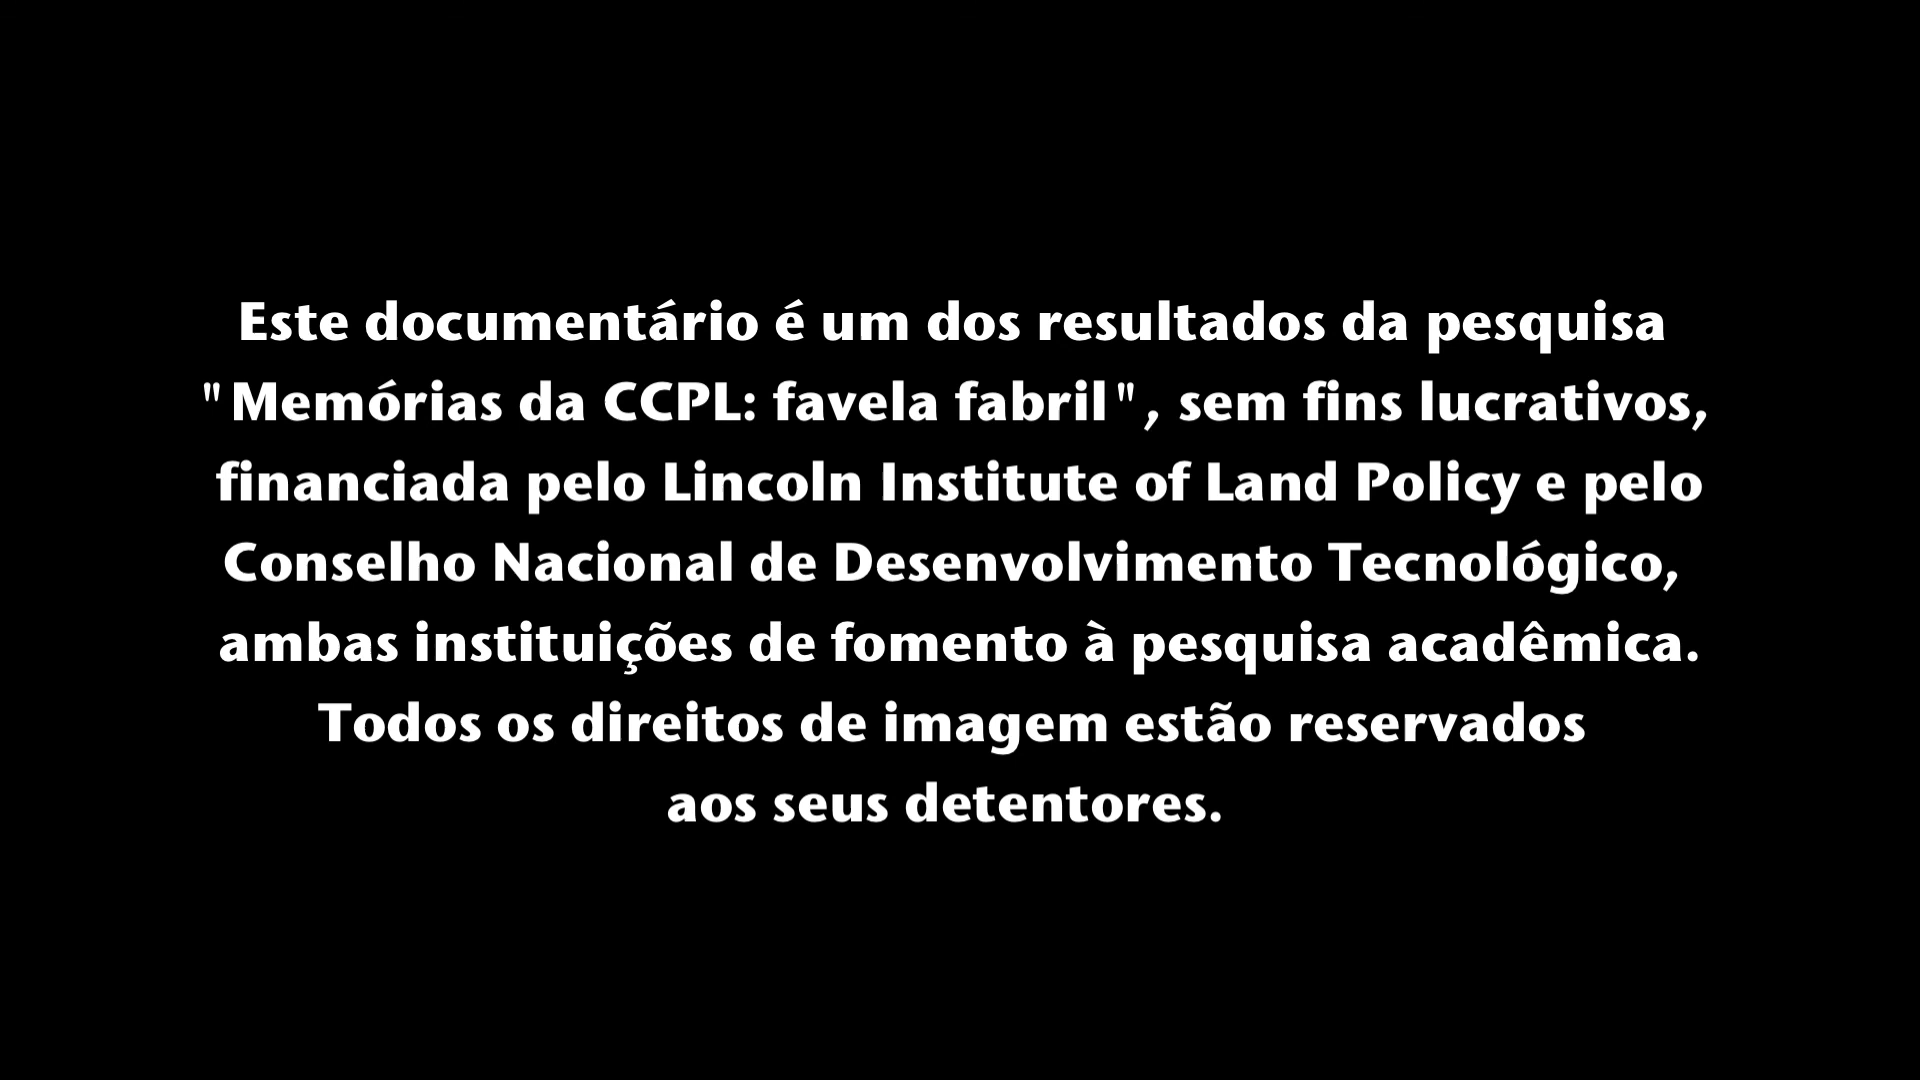 Este documentário é um dos resultados da pesquisa
"Memórias da CCPL: favela fabril", sem fins lucrativos,
financiada pelo Lincoln Institute of Land Policy e pelo
Conselho Nacional de Desenvolvimento Tecnológico,
ambas instituições de fomento à pesquisa acadêmica.
Todos os direitos de imagem estão reservados
aos seus detentores.